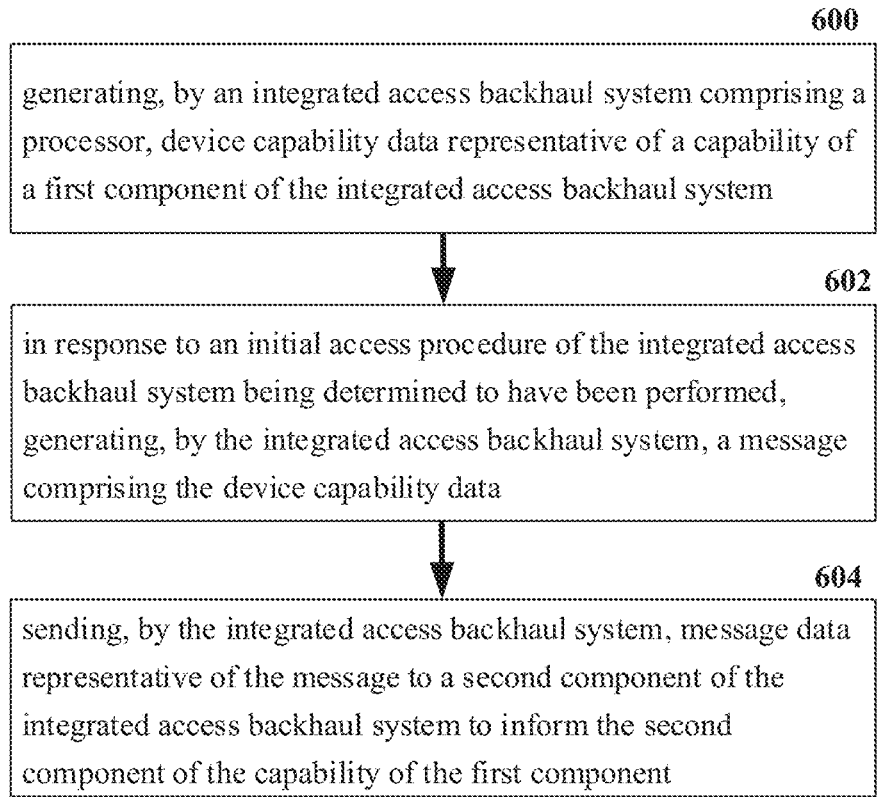 600
generating, by an integrated access backhaul system comprising a
processor, device capability data representative of a capability of
a first component of the integrated access backhaul system
602
in response to an initial access procedure of the integrated access
backhaul system being determined to have been performed,
generating, by the integrated access backhaul system, a message
comprising the device capability data
604
sending, by the integrated access backhaul system, message data
representative of the message to a second component of the
integrated access backhaul system to inform the second
component of the capability of the first component